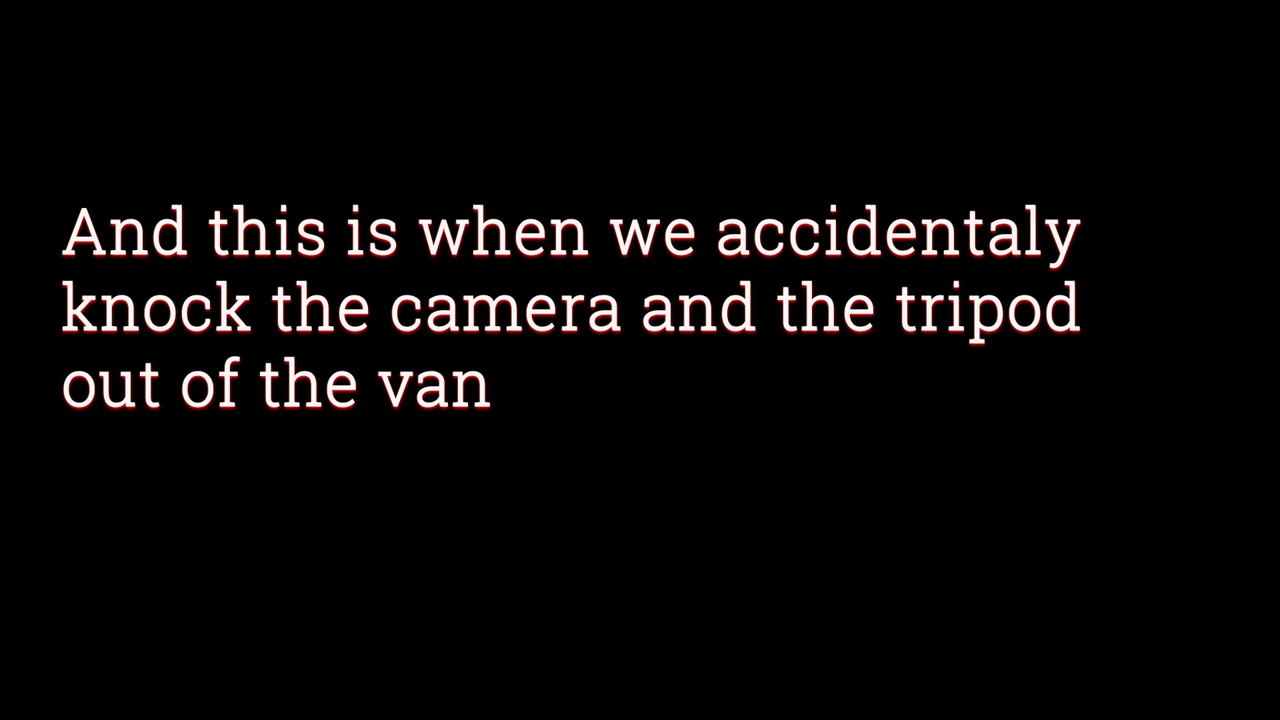 And this is when we accidentaly
knock the camera and the tripod
out of the van